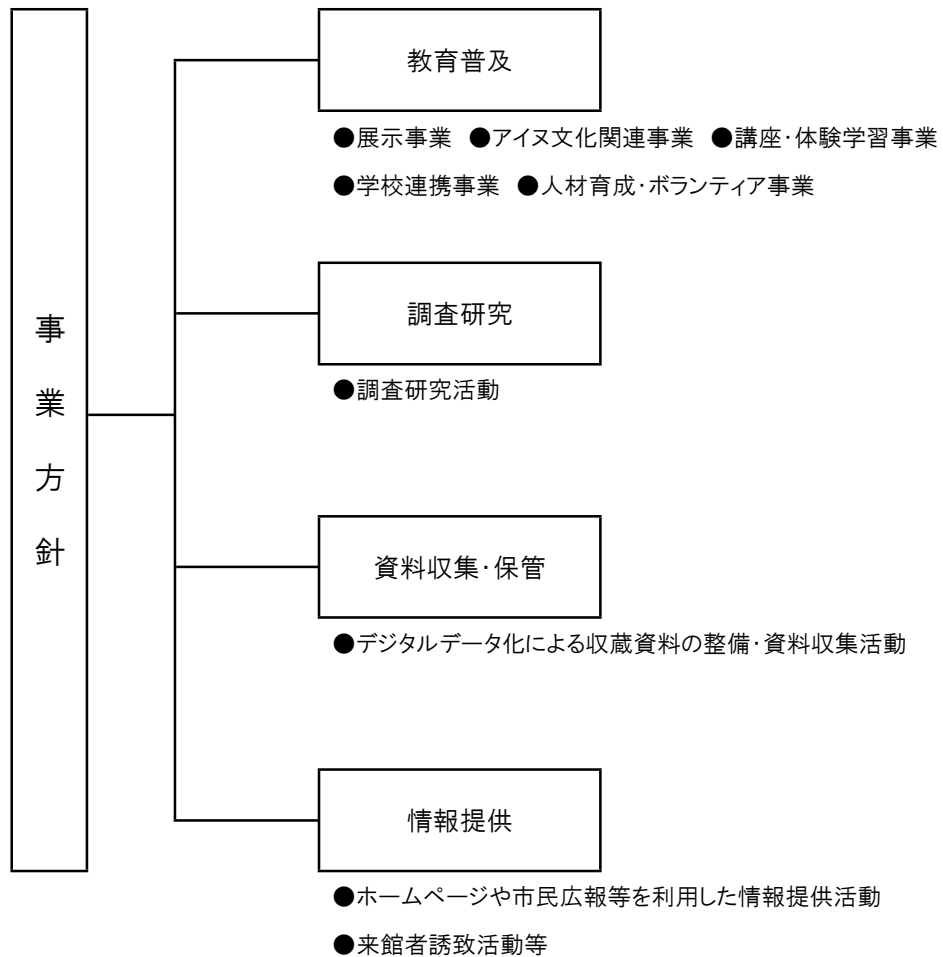 事業方針
教育普及
●展示事業 ●アイヌ文化関連事業 ●講座･体験学習事業
●学校連携事業 ●人材育成･ボランティア事業
調査研究
●調査研究活動
資料収集･保管
●デジタルデータ化による収蔵資料の整備･資料収集活動
情報提供
●ホームページや市民広報等を利用した情報提供活動
●来館者誘致活動等